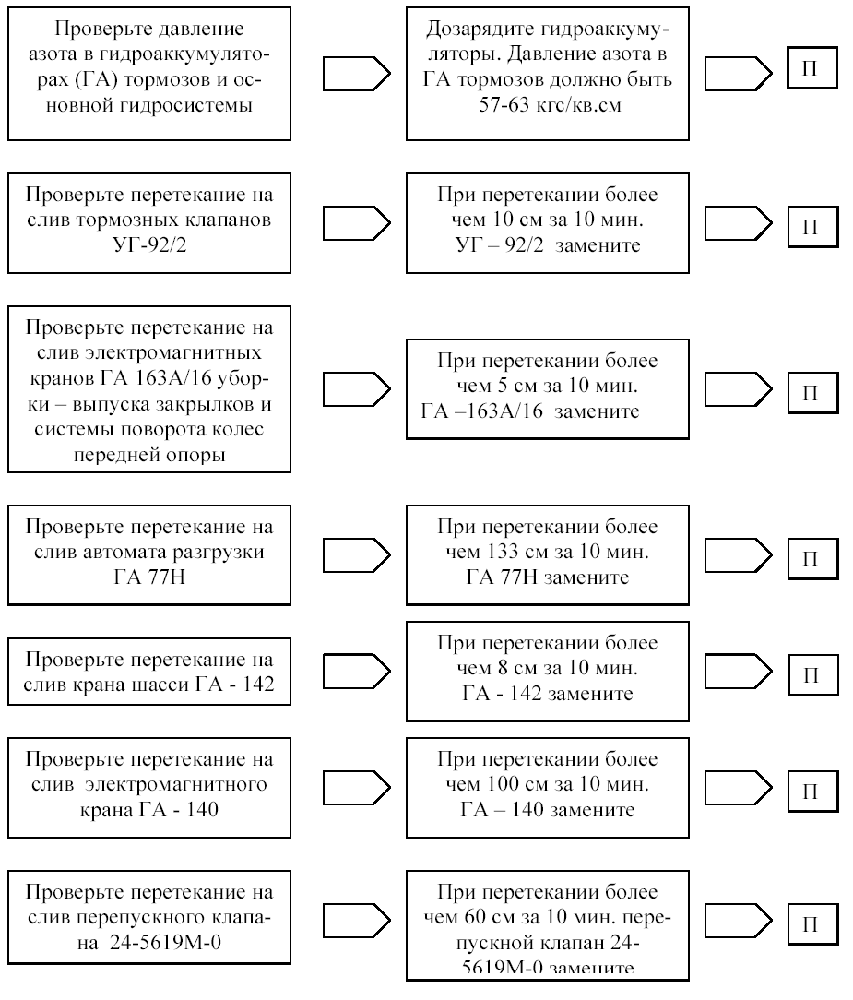 Проверьте давление
азота в гидроаккумулято-
рах (ГА) тормозов и ос-
новной гидросистемы
Дозарядите гидроаккуму-
ляторы. Давление азота в
ГА тормозов должно быть
57-63 кгс/кв.см
П
Проверьте перетекание на
слив тормозных клапанов
УГ-92/2
При перетекании более
чем 10 см за 10 мин.
УГ – 92/2 замените
П
Проверьте перетекание на
слив электромагнитных
кранов ГА 163А/16 убор-
ки – выпуска закрылков и
системы поворота колес
передней опоры
При перетекании более
чем 5 см за 10 мин.
ГА –163А/16 замените
П
Проверьте перетекание на
слив автомата разгрузки
ГА 77Н
При перетекании более
чем 133 см за 10 мин.
ГА 77Н замените
П
Проверьте перетекание на
слив крана шасси ГА - 142
При перетекании более
чем 8 см за 10 мин.
ГА - 142 замените
П
Проверьте перетекание на
слив электромагнитного
крана ГА - 140
При перетекании более
чем 100 см за 10 мин.
ГА – 140 замените
П
Проверьте перетекание на
слив перепускного клапа-
на 24-5619М-0
При перетекании более
чем 60 см за 10 мин. пере-
пускной клапан 24-
5619М-0 замените
П